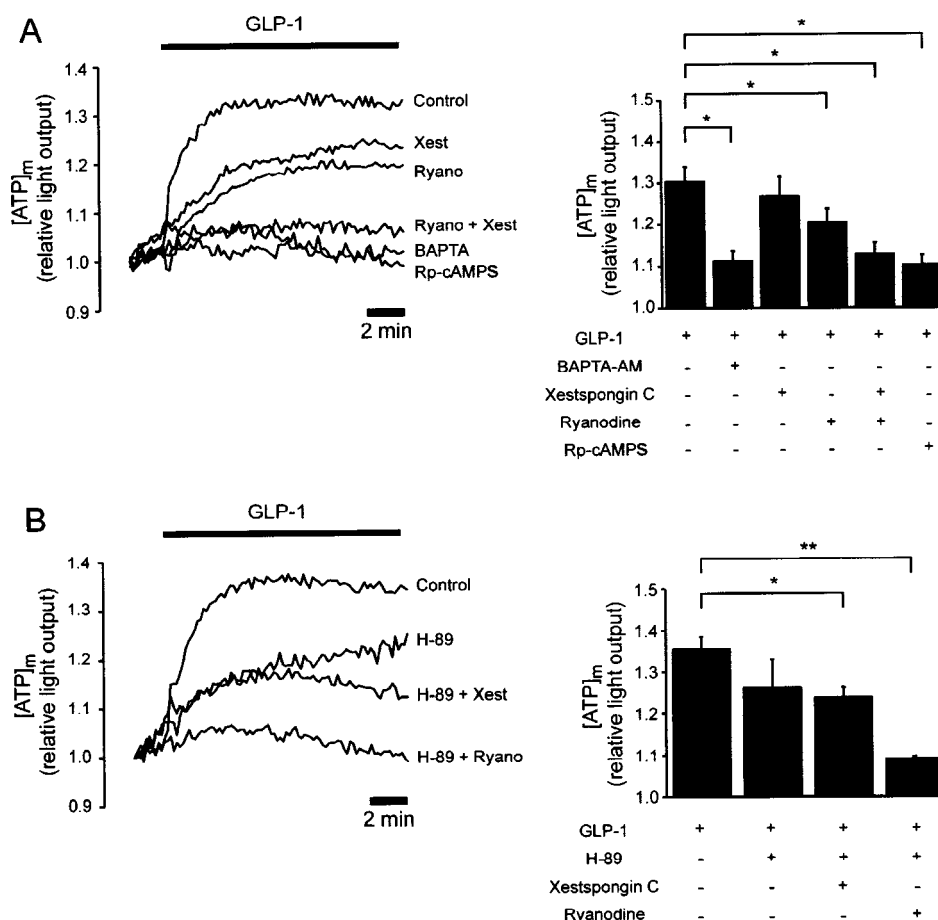 A
GLP-1
1.4
1.3
1.2
1.1
1.0
0.9
[ATP]m
(relative light output)
Control
Xest
Ryano
Ryano + Xest
BAPTA
Rp-cAMPS
2 min
*
*
*
*
1.5
1.4
1.3
1.2
1.1
1.0
[ATP]m
(relative light output)
GLP-1 + + + + + +
BAPTA-AM - + - - - -
Xestspongin C - - + - + -
Ryanodine - - - + + -
Rp-cAMPS - - - - - +
B
GLP-1
1.4
1.3
1.2
1.1
1.0
0.9
[ATP]m
(relative light output)
Control
H-89
H-89 + Xest
H-89 + Ryano
2 min
**
*
1.5
1.4
1.3
1.2
1.1
1.0
[ATP]m
(relative light output)
GLP-1 + + + +
H-89 - + + +
Xestspongin C - - + -
Ryanodine - - - +